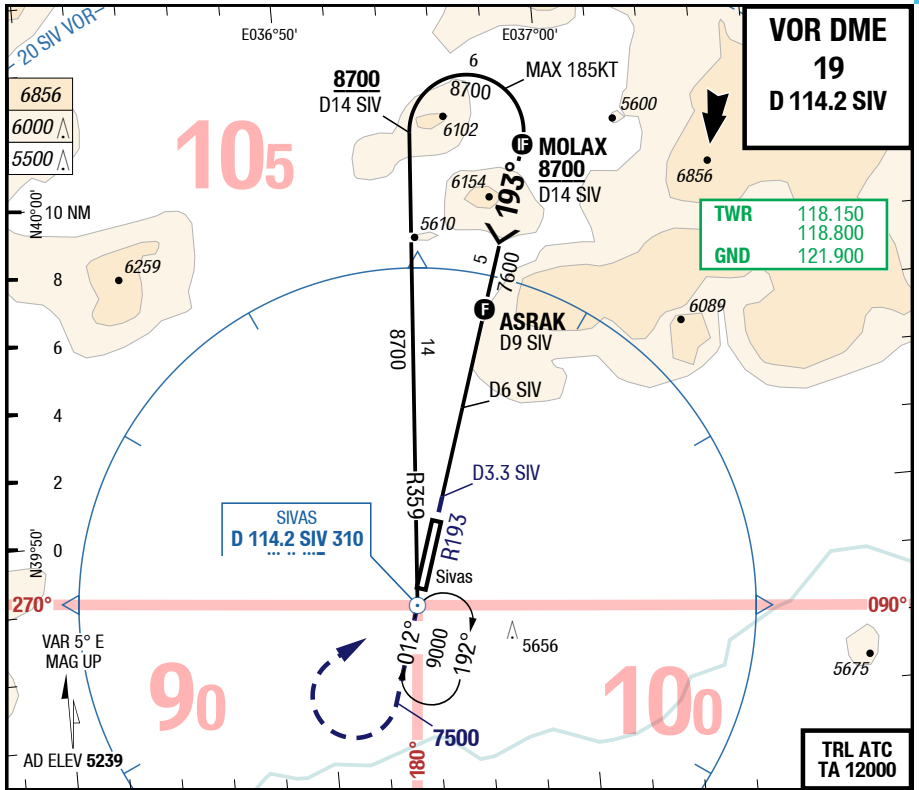 20 SIV VOR
E036°50'
E037°00'
VOR DME
19
D 114.2 SIV
6856
6000
5500
105
8700
D14 SIV
6
8700
MAX 185KT
6102
5600
IF MOLAX
8700
D14 SIV
6856
6154
193°
TWR 118.150
118.800
GND 121.900
N40°00'
10 NM
5610
5
7600
6259
8
F ASRAK
D9 SIV
6089
6
8700
14
D6 SIV
4
2
R359
D3.3 SIV
R193
SIVAS
D 114.2 SIV 310
N39°50'
0
Sivas
270°
090°
VAR 5° E
MAG UP
012°
9000
192°
5656
5675
90
100
7500
180°
AD ELEV 5239
TRL ATC
TA 12000